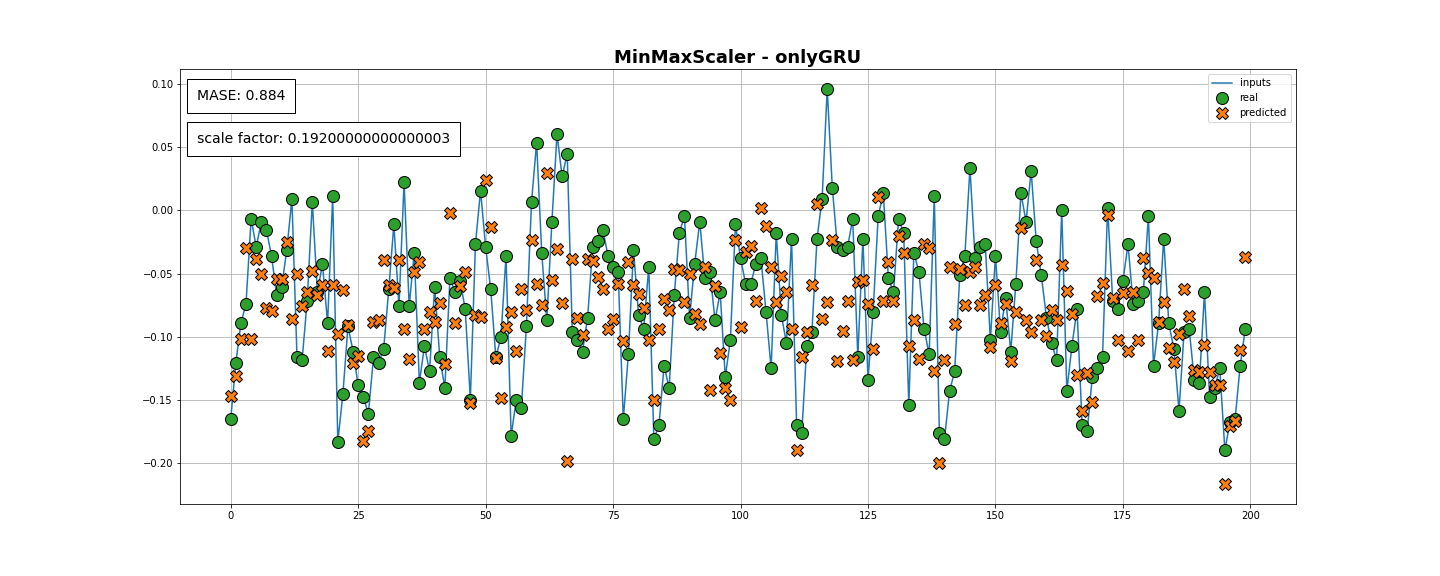 MinMaxScaler - onlyGRU
MASE: 0.884
scale factor: 0.19200000000000003
inputs
real
predicted
0.10
0.05
0.00
−0.05
−0.10
−0.15
−0.20
0 25 50 75 100 125 150 175 200